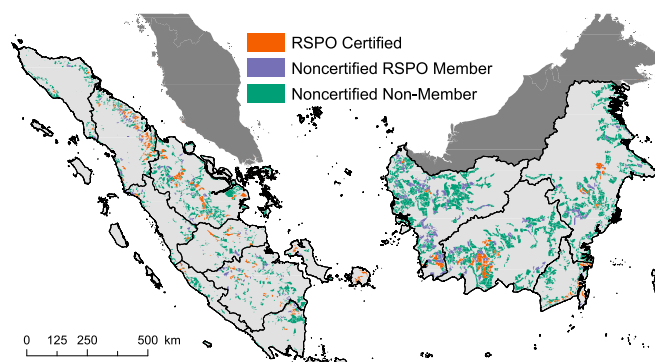 RSPO Certified
Noncertified RSPO Member
Noncertified Non-Member
0 125 250 500 km